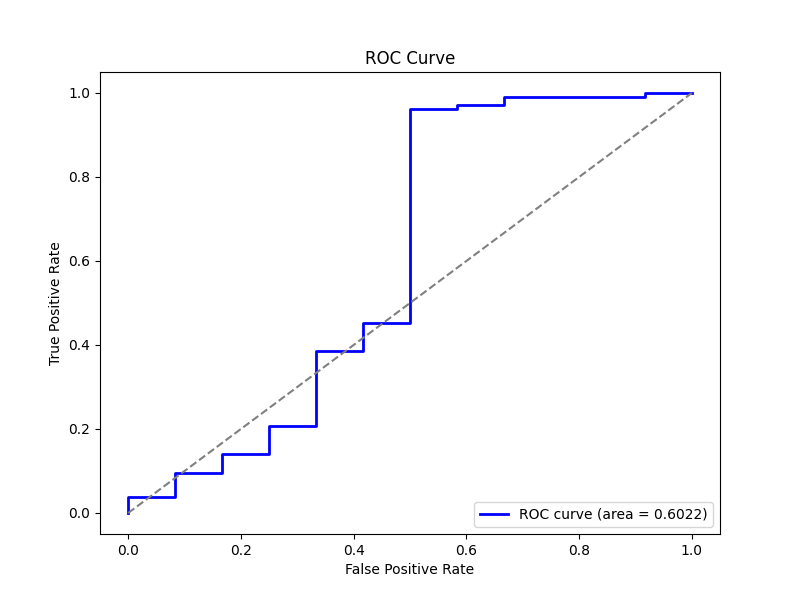 ROC Curve
True Positive Rate
1.0
0.8
0.6
0.4
0.2
0.0
0.0 0.2 0.4 0.6 0.8 1.0
False Positive Rate
ROC curve (area = 0.6022)